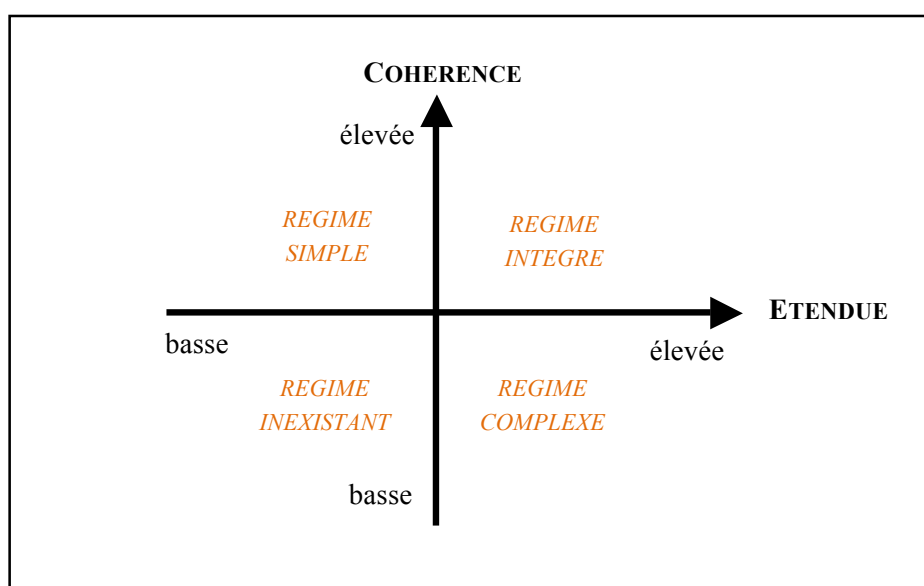 COHERENCE
élevée
REGIME
SIMPLE
REGIME
INTEGRE
ETENDUE
basse
élevée
REGIME
INEXISTANT
REGIME
COMPLEXE
basse